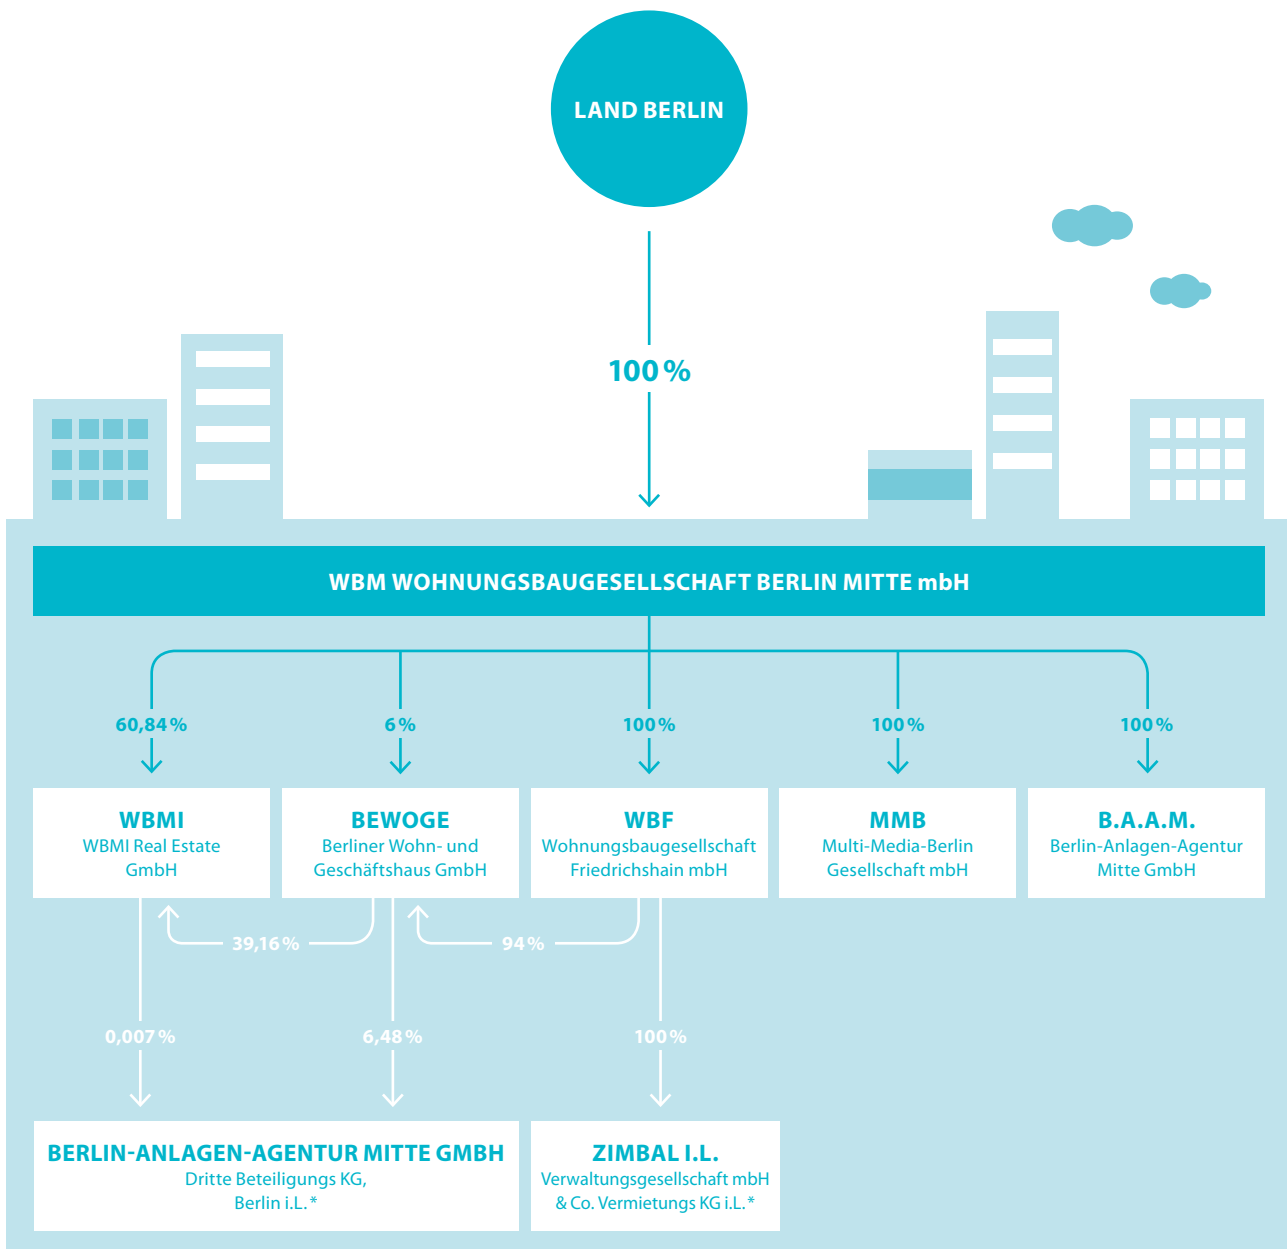 LAND BERLIN
100 %
WBM WOHNUNGSBAUGESELLSCHAFT BERLIN MITTE mbH
60,84 %
6 %
100 %
100 %
100 %
WBMI
WBMI Real Estate
GmbH
BEWOGE
Berliner Wohn- und
Geschäftshaus GmbH
WBF
Wohnungsbaugesellschaft
Friedrichshain mbH
MMB
Multi-Media-Berlin
Gesellschaft mbH
B.A.A.M.
Berlin-Anlagen-Agentur
Mitte GmbH
39,16 %
94 %
0,007 %
6,48 %
100 %
BERLIN-ANLAGEN-AGENTUR MITTE GMBH
Dritte Beteiligungs KG,
Berlin i.L. *
ZIMBAL I.L.
Verwaltungsgesellschaft mbH
& Co. Vermietungs KG i.L. *